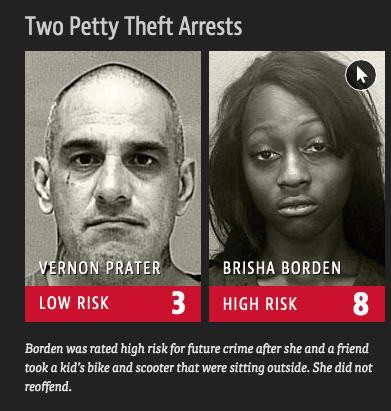 Two Petty Theft Arrests
VERNON PRATER
BRISHA BORDEN
LOW RISK 3
HIGH RISK 8
Borden was rated high risk for future crime after she and a friend
took a kid's bike and scooter that were sitting outside. She did not
reoffend.